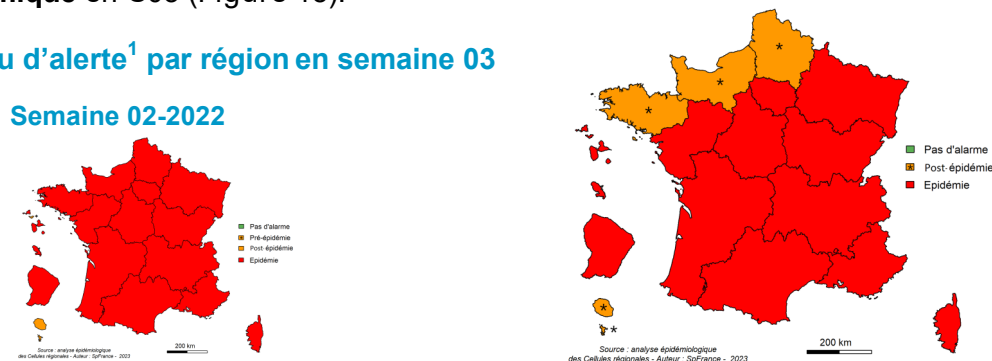 nique en S03 (Figure 13).
u d'alerte1 par région en semaine 03
Semaine 02-2022
Pas d'alarme
Pré-épidémie
Post-épidémie
Epidémie
200 km
Source : analyse épidémiologique
des Cellules régionales - Auteur : SpFrance - 2023
Pas d'alarme
Post-épidémie
Epidémie
200 km
Source : analyse épidémiologique
des Cellules régionales - Auteur : SpFrance - 2023